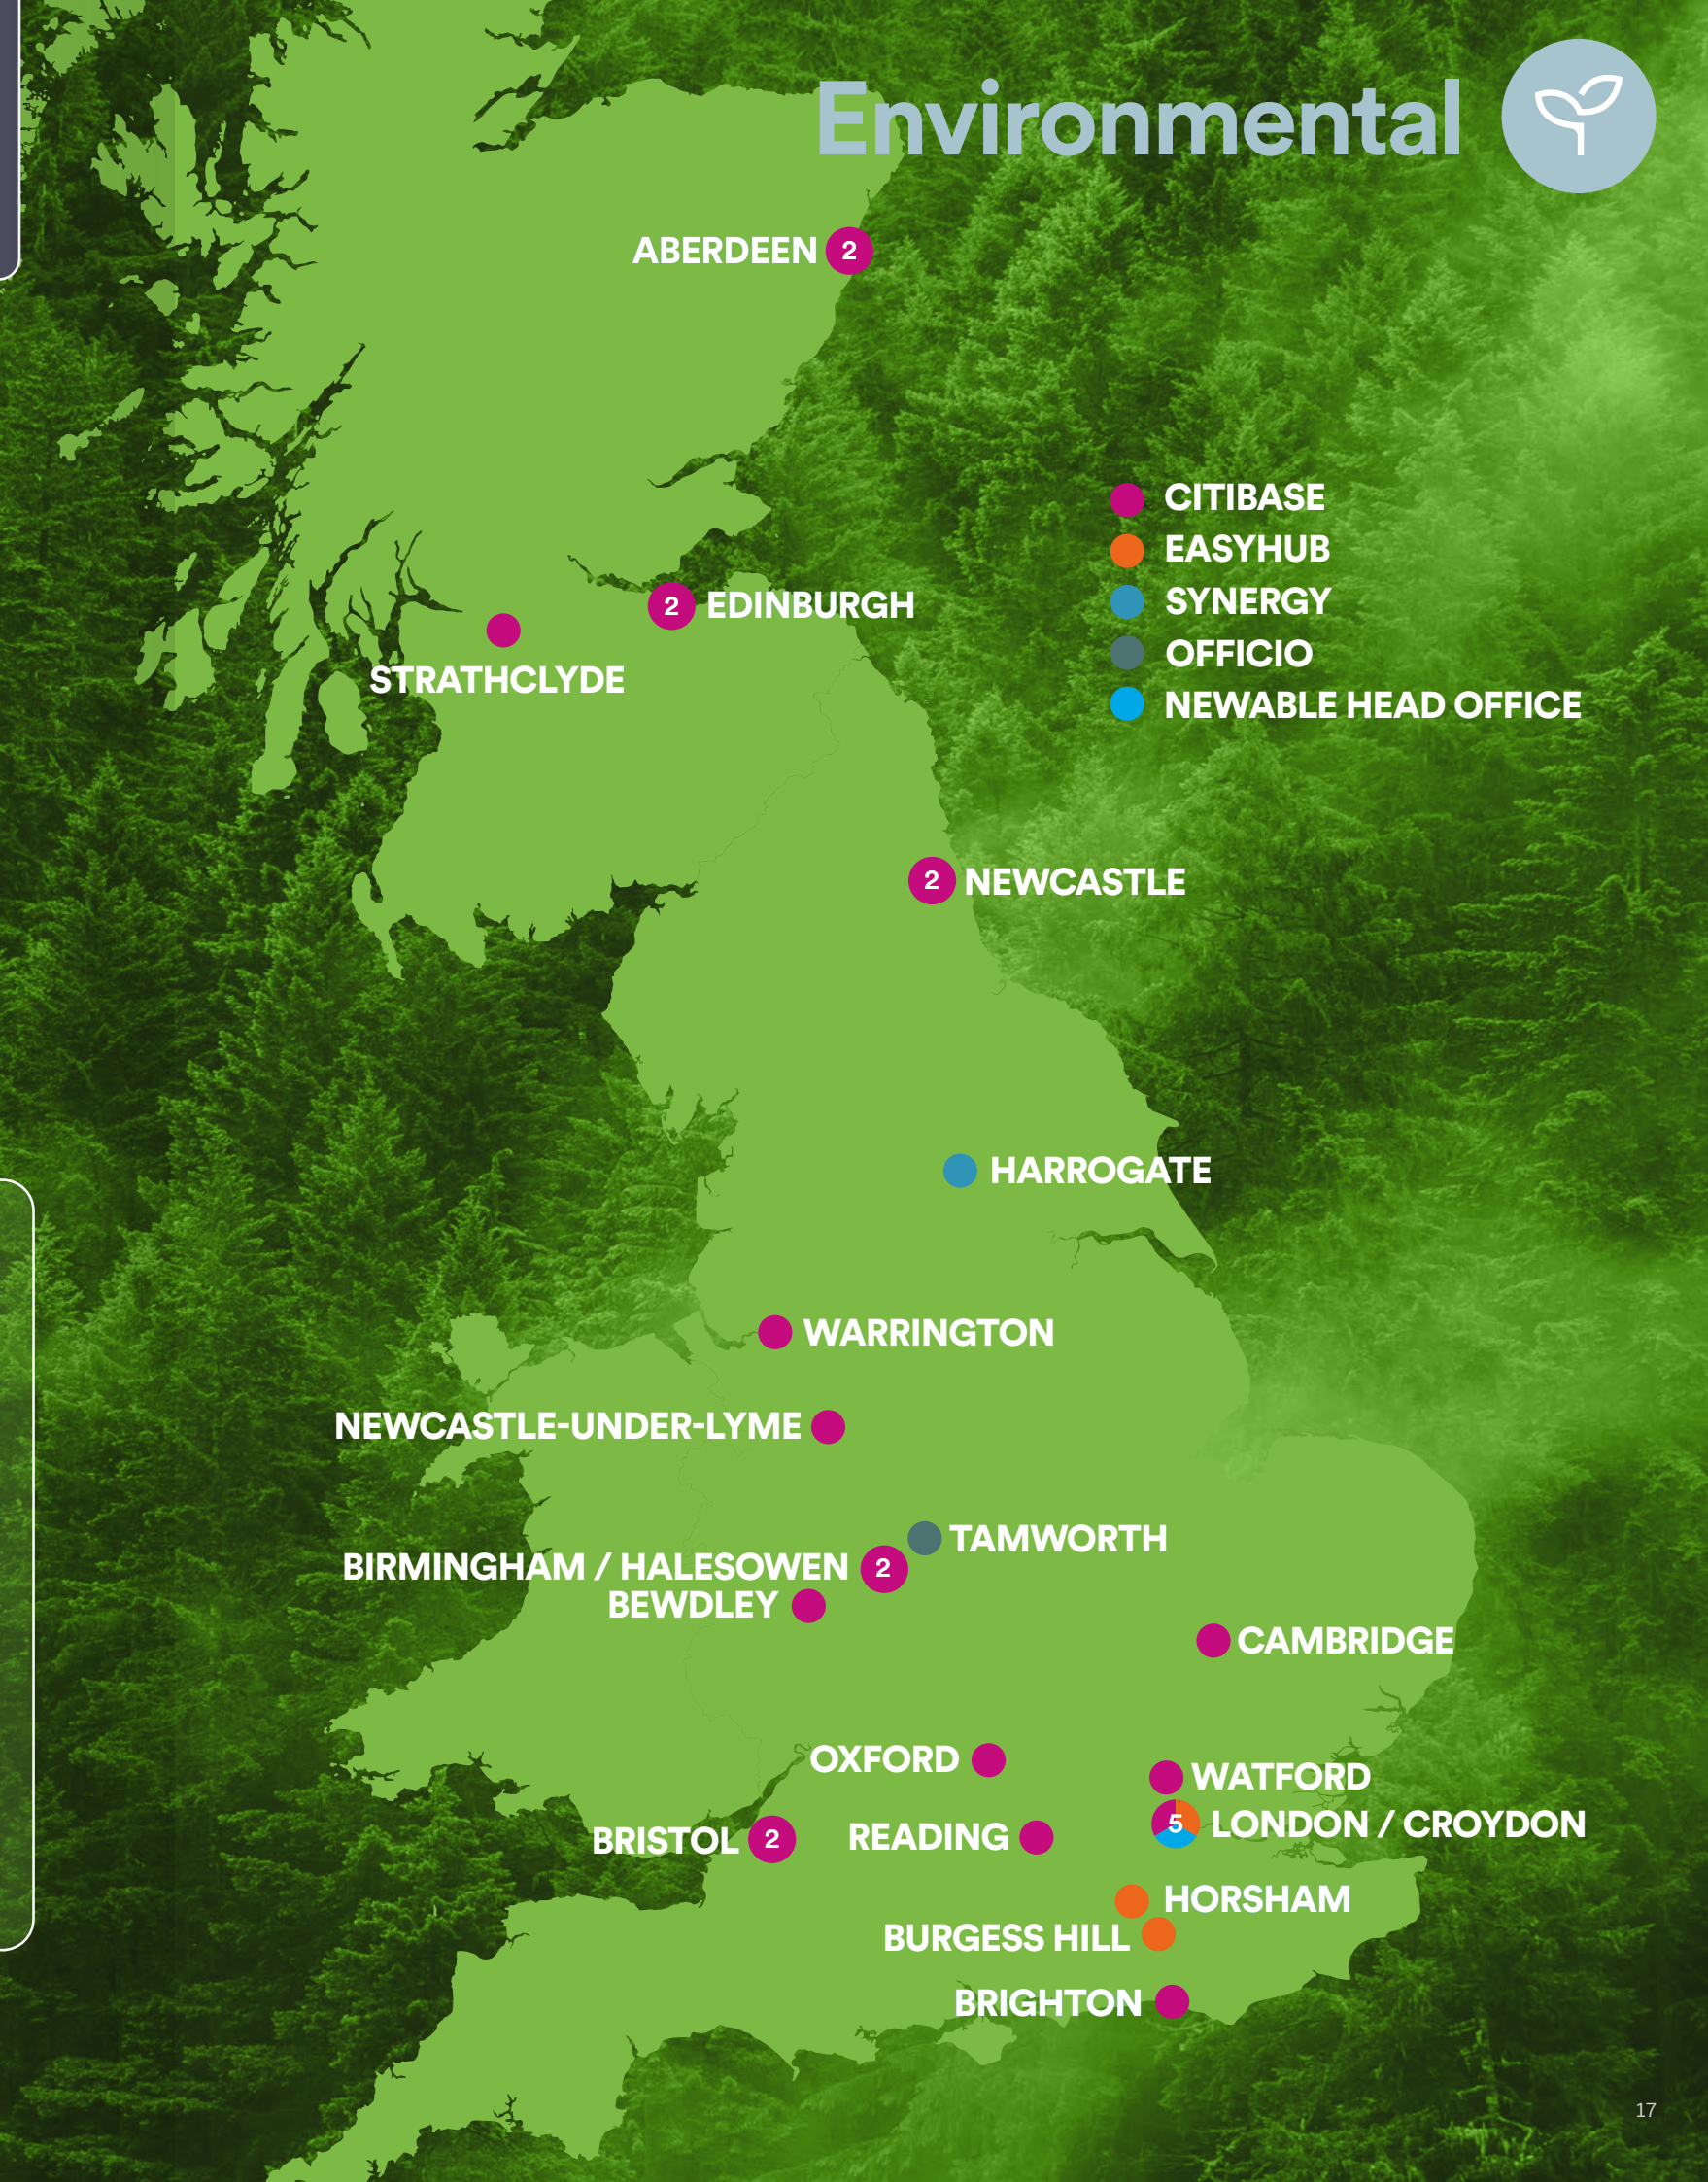 Environmental
ABERDEEN 2
CITIBASE
EASYHUB
SYNERGY
OFFICIO
NEWABLE HEAD OFFICE
2 EDINBURGH
STRATHCLYDE
2 NEWCASTLE
HARROGATE
WARRINGTON
NEWCASTLE-UNDER-LYME
TAMWORTH
BIRMINGHAM / HALESOWEN 2
BEWDLEY
CAMBRIDGE
OXFORD
WATFORD
5 LONDON / CROYDON
BRISTOL 2
READING
HORSHAM
BURGESS HILL
BRIGHTON
17